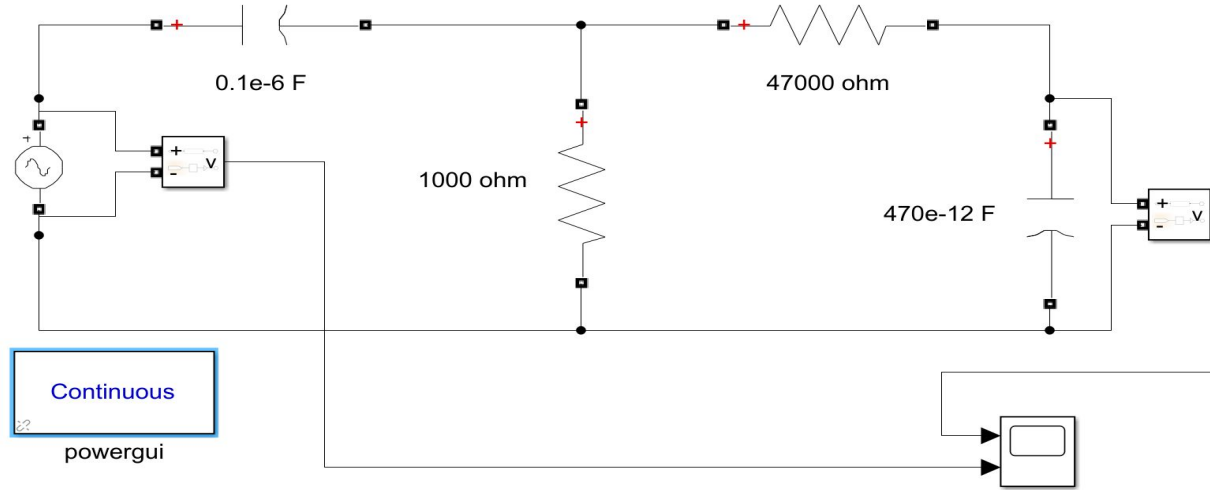 0.1e-6 F
47000 ohm
1000 ohm
470e-12 F
+
+
-
v
+
-
v
+
+
+
+
Continuous
powergui